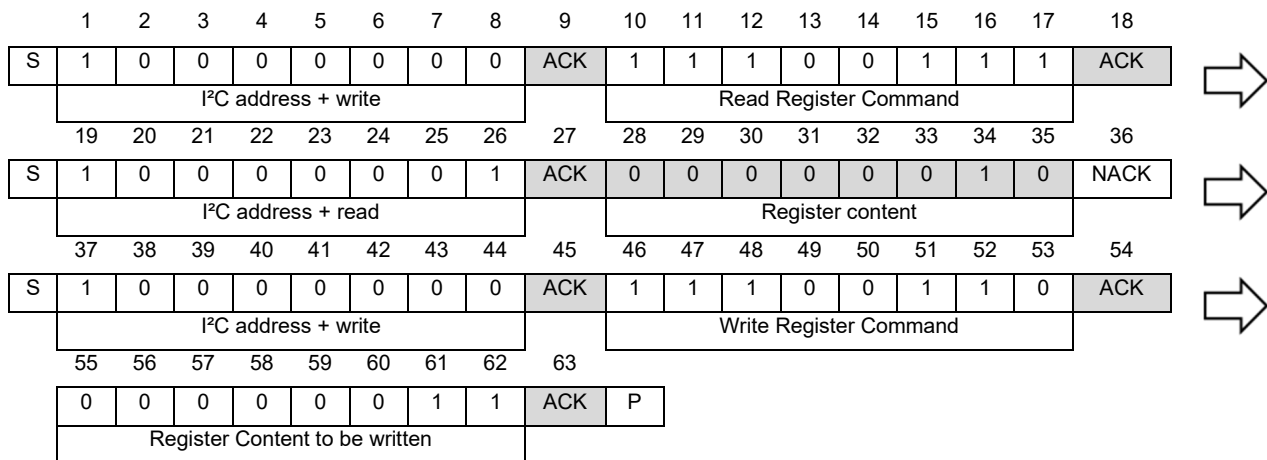 1 2 3 4 5 6 7 8 9 10 11 12 13 14 15 16 17 18
S 1 0 0 0 0 0 0 0 ACK 1 1 1 0 0 1 1 1 ACK
I²C address + write Read Register Command
19 20 21 22 23 24 25 26 27 28 29 30 31 32 33 34 35 36
S 1 0 0 0 0 0 0 1 ACK 0 0 0 0 0 0 1 0 NACK
I²C address + read Register content
37 38 39 40 41 42 43 44 45 46 47 48 49 50 51 52 53 54
S 1 0 0 0 0 0 0 0 ACK 1 1 1 0 0 1 1 0 ACK
I²C address + write Write Register Command
55 56 57 58 59 60 61 62 63
0 0 0 0 0 0 1 1 ACK P
Register Content to be written